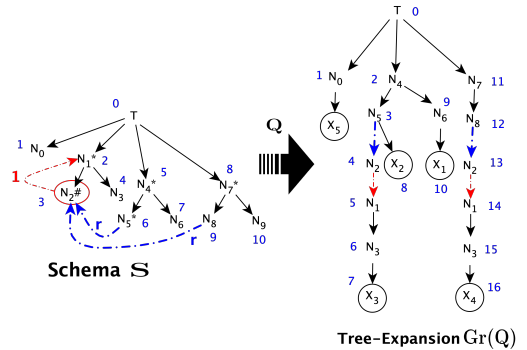 0
T
1 N₀
N₁* 2
1
3 N₂#
4 N₃
5 N₄*
r
N₅* 6
7 N₆
8 N₇*
r N₈ 9
N₉ 10
Schema S
Q
T 0
1 N₀
X₅
2 N₄
N₅ 3
9 N₆
X₂ 8
X₁ 10
4 N₂
5 N₁
6 N₃
7 X₃
N₇ 11
N₈ 12
N₂ 13
N₁ 14
N₃ 15
X₄ 16
Tree-Expansion Gr(Q)